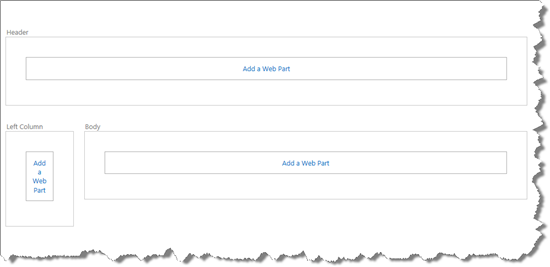 Header
Add a Web Part
Left Column
Body
Add
a
Web
Part
Add a Web Part